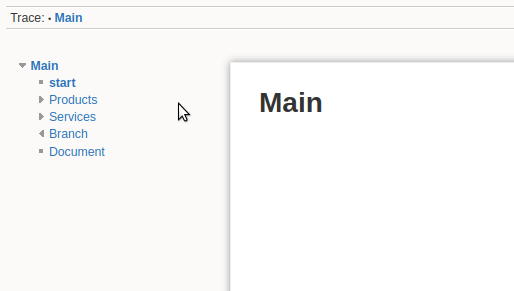 Trace: • Main
Main
start
Products
Services
Branch
Document
Main